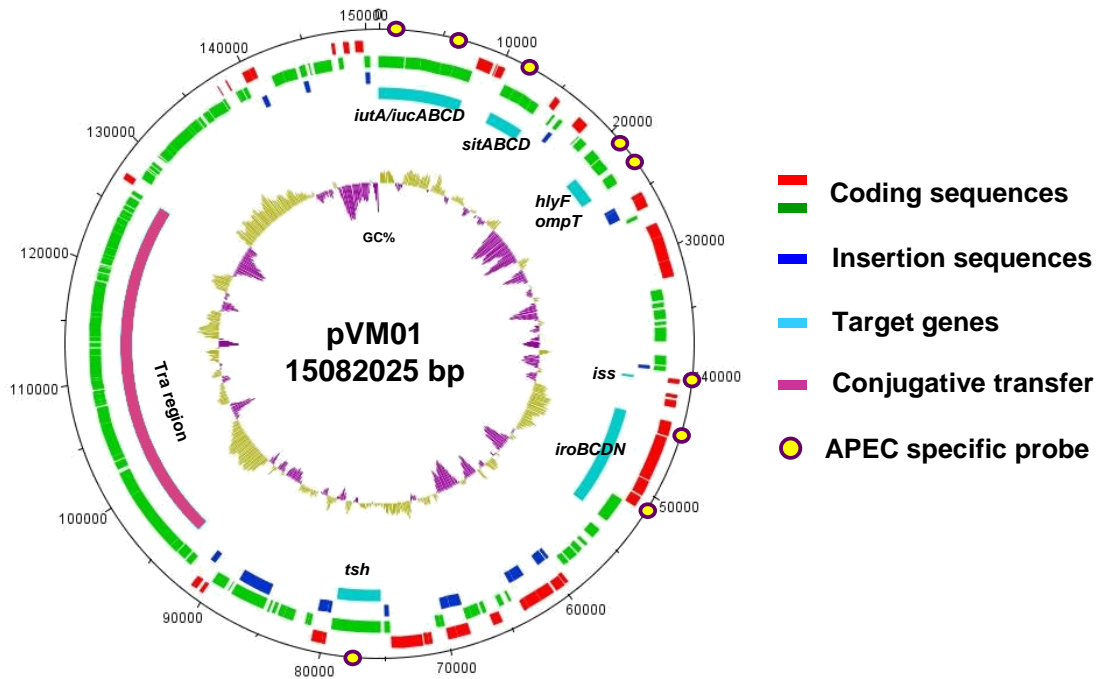 150000
10000
20000
30000
40000
50000
60000
70000
80000
90000
100000
110000
120000
130000
140000
iutA/iucABCD
sitABCD
hlyF
ompT
iss
iroBCDN
tsh
Tra region
GC%
pVM01
15082025 bp
Coding sequences
Insertion sequences
Target genes
Conjugative transfer
APEC specific probe